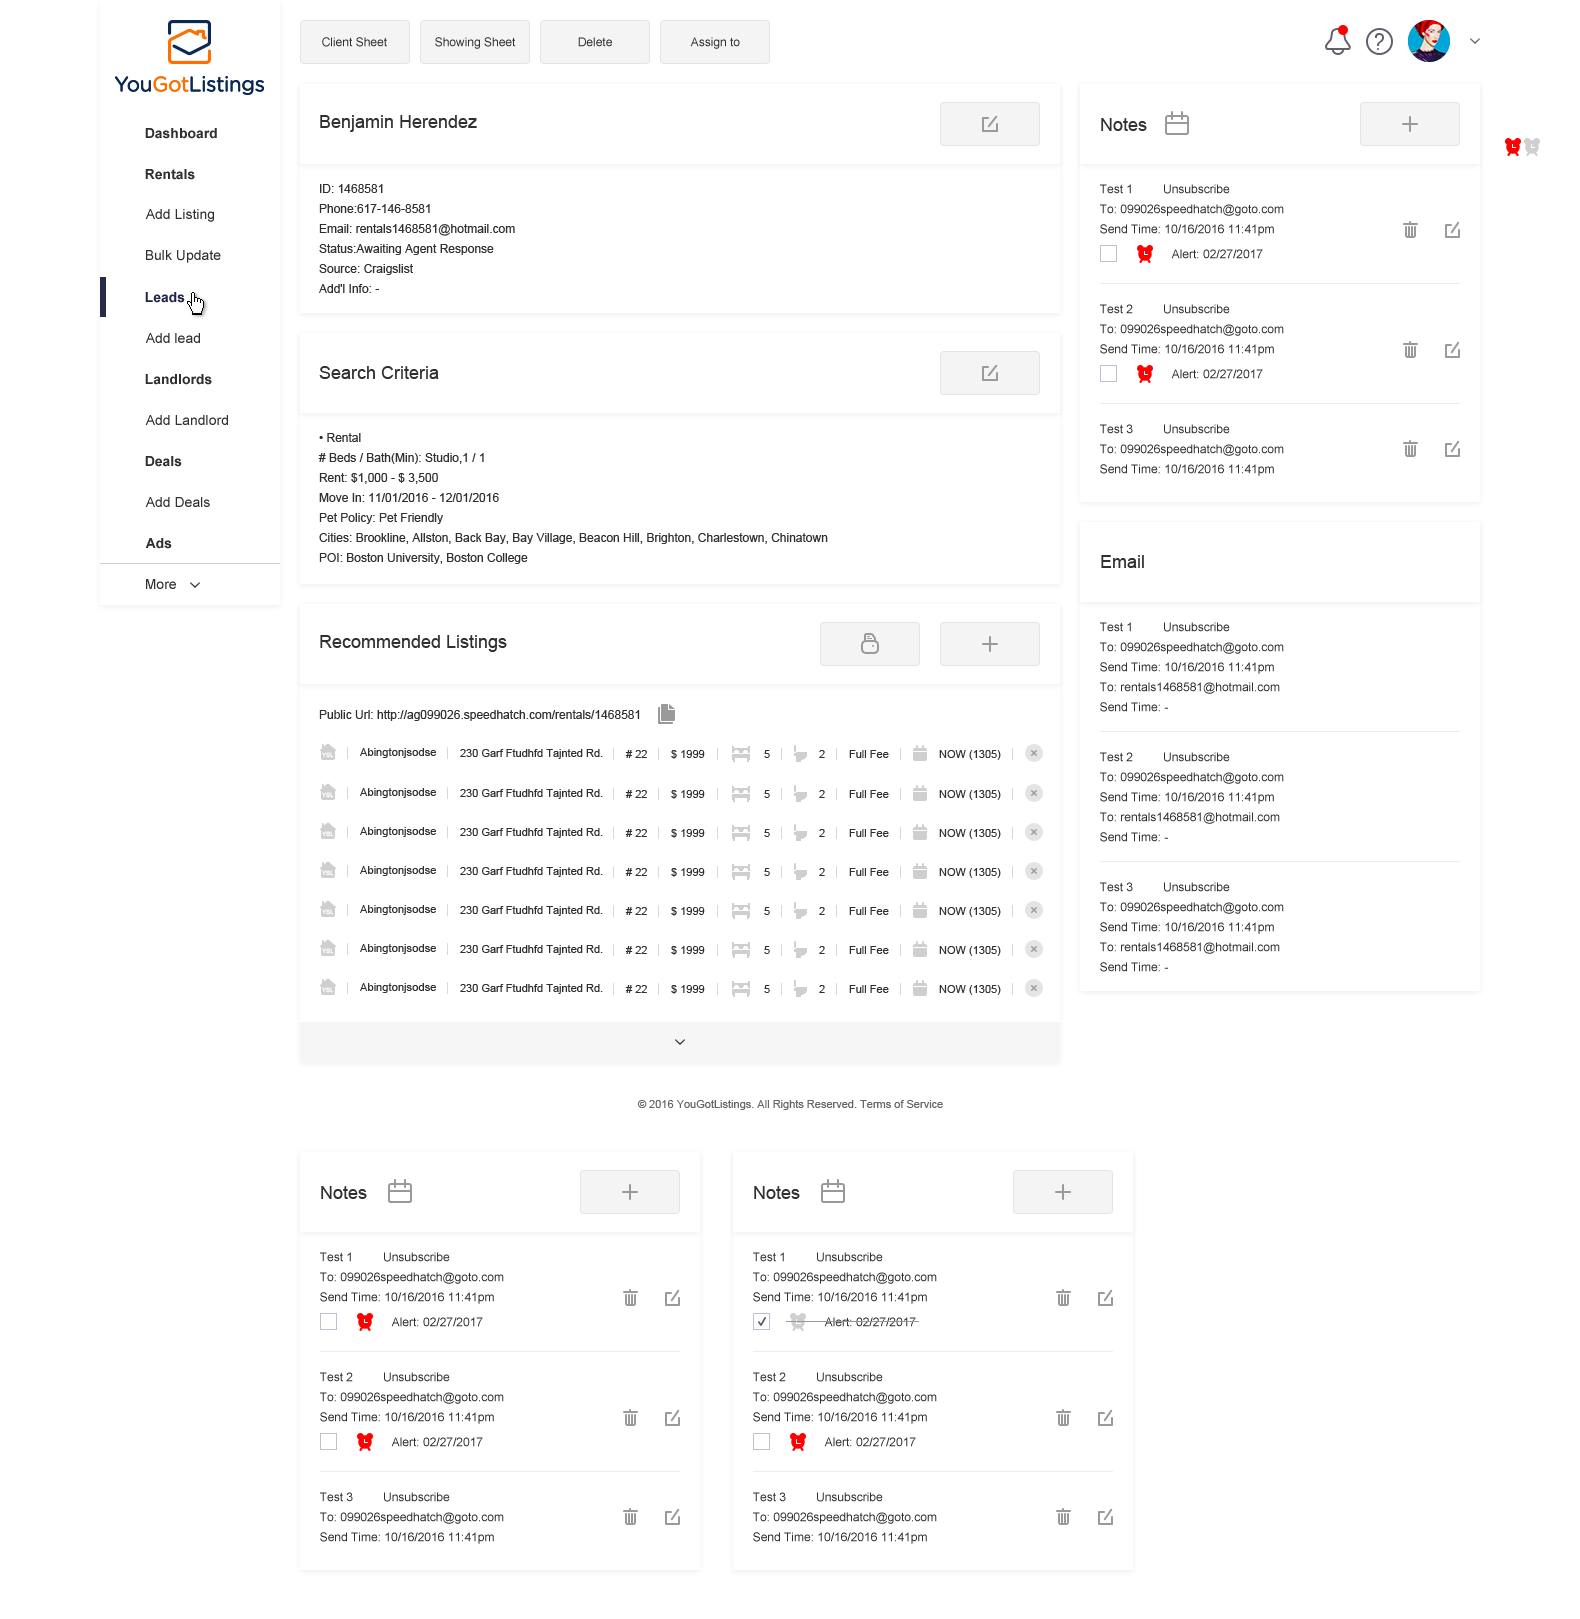 YouGotListings
Dashboard
Rentals
Add Listing
Bulk Update
Leads
Add lead
Landlords
Add Landlord
Deals
Add Deals
Ads
More
Client Sheet
Showing Sheet
Delete
Assign to
Benjamin Herendez
ID: 1468581
Phone:617-146-8581
Email: rentals1468581@hotmail.com
Status:Awaiting Agent Response
Source: Craigslist
Add'l Info: -
Search Criteria
• Rental
# Beds / Bath(Min): Studio,1 / 1
Rent: $1,000 - $ 3,500
Move In: 11/01/2016 - 12/01/2016
Pet Policy: Pet Friendly
Cities: Brookline, Allston, Back Bay, Bay Village, Beacon Hill, Brighton, Charlestown, Chinatown
POI: Boston University, Boston College
Recommended Listings
Public Url: http://ag099026.speedhatch.com/rentals/1468581
YSL Abingtonjsodse 230 Garf Ftudhfd Tajnted Rd. # 22 $ 1999 5 2 Full Fee NOW (1305)
YSL Abingtonjsodse 230 Garf Ftudhfd Tajnted Rd. # 22 $ 1999 5 2 Full Fee NOW (1305)
YSL Abingtonjsodse 230 Garf Ftudhfd Tajnted Rd. # 22 $ 1999 5 2 Full Fee NOW (1305)
YSL Abingtonjsodse 230 Garf Ftudhfd Tajnted Rd. # 22 $ 1999 5 2 Full Fee NOW (1305)
YSL Abingtonjsodse 230 Garf Ftudhfd Tajnted Rd. # 22 $ 1999 5 2 Full Fee NOW (1305)
YSL Abingtonjsodse 230 Garf Ftudhfd Tajnted Rd. # 22 $ 1999 5 2 Full Fee NOW (1305)
YSL Abingtonjsodse 230 Garf Ftudhfd Tajnted Rd. # 22 $ 1999 5 2 Full Fee NOW (1305)
Notes
Test 1 Unsubscribe
To: 099026speedhatch@goto.com
Send Time: 10/16/2016 11:41pm
Alert: 02/27/2017
Test 2 Unsubscribe
To: 099026speedhatch@goto.com
Send Time: 10/16/2016 11:41pm
Alert: 02/27/2017
Test 3 Unsubscribe
To: 099026speedhatch@goto.com
Send Time: 10/16/2016 11:41pm
Email
Test 1 Unsubscribe
To: 099026speedhatch@goto.com
Send Time: 10/16/2016 11:41pm
To: rentals1468581@hotmail.com
Send Time: -
Test 2 Unsubscribe
To: 099026speedhatch@goto.com
Send Time: 10/16/2016 11:41pm
To: rentals1468581@hotmail.com
Send Time: -
Test 3 Unsubscribe
To: 099026speedhatch@goto.com
Send Time: 10/16/2016 11:41pm
To: rentals1468581@hotmail.com
Send Time: -
© 2016 YouGotListings. All Rights Reserved. Terms of Service
Notes
Test 1 Unsubscribe
To: 099026speedhatch@goto.com
Send Time: 10/16/2016 11:41pm
Alert: 02/27/2017
Test 2 Unsubscribe
To: 099026speedhatch@goto.com
Send Time: 10/16/2016 11:41pm
Alert: 02/27/2017
Test 3 Unsubscribe
To: 099026speedhatch@goto.com
Send Time: 10/16/2016 11:41pm
Notes
Test 1 Unsubscribe
To: 099026speedhatch@goto.com
Send Time: 10/16/2016 11:41pm
Alert: 02/27/2017
Test 2 Unsubscribe
To: 099026speedhatch@goto.com
Send Time: 10/16/2016 11:41pm
Alert: 02/27/2017
Test 3 Unsubscribe
To: 099026speedhatch@goto.com
Send Time: 10/16/2016 11:41pm